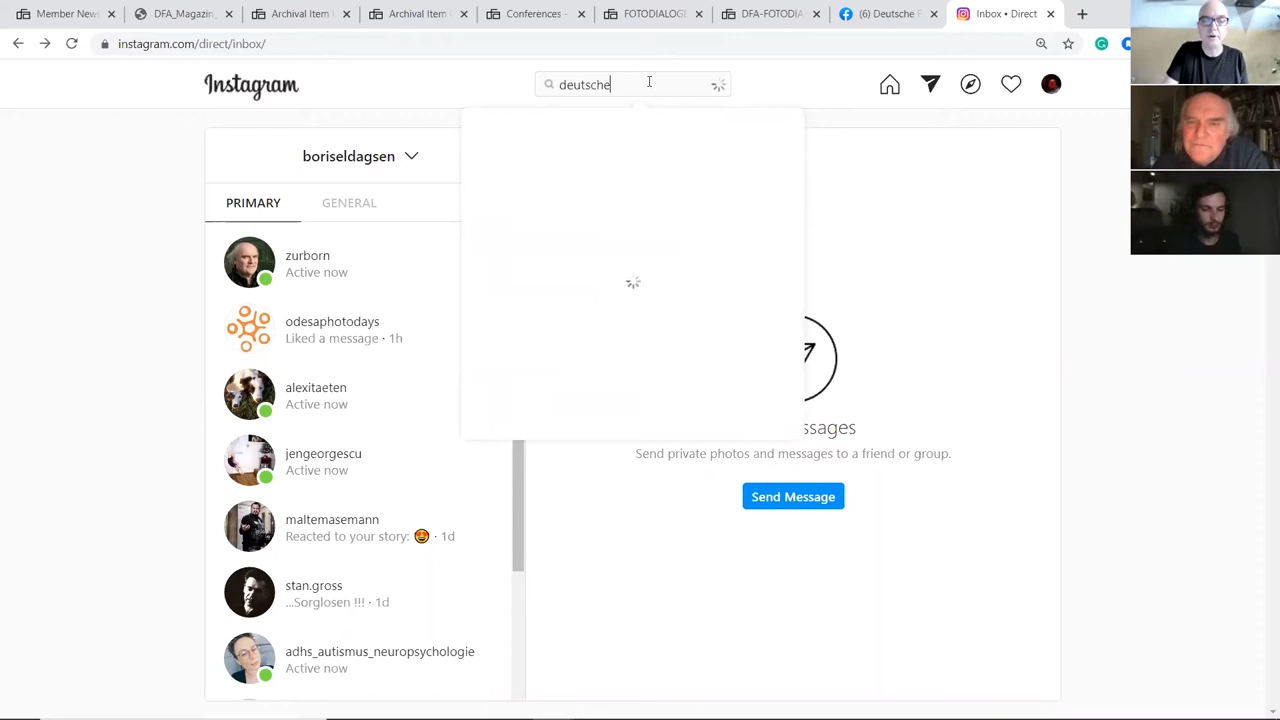 Member News
DFA_Magazin_
Archival Item
Archival Item
Co
FOTODIALOG
DFA-FOTODIA
(6) Deutsche F
Inbox • Direct
instagram.com/direct/inbox/
Instagram
deutsche
boriseldagsen
PRIMARY
GENERAL
zurborn
Active now
odesaphotodays
Liked a message · 1h
alexitaeten
Active now
jengeorgescu
Active now
maltemasemann
Reacted to your story: 😍 · 1d
stan.gross
...Sorglosen !!! · 1d
adhs_autismus_neuropsychologie
Active now
ssages
Send private photos and messages to a friend or group.
Send Message